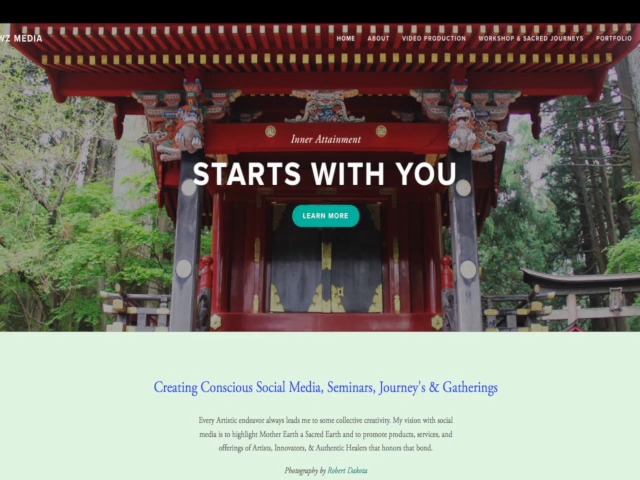 WZ MEDIA
HOME ABOUT VIDEO PRODUCTION WORKSHOP & SACRED JOURNEYS PORTFOLIO
Inner Attainment
STARTS WITH YOU
LEARN MORE
Creating Conscious Social Media, Seminars, Journey's & Gatherings
Every Artistic endeavor always leads me to some collective creativity. My vision with social
media is to highlight Mother Earth a Sacred Earth and to promote products, services, and
offerings of Artists, Innovators, & Authentic Healers that honors that bond.
Photography by Robert Dakota